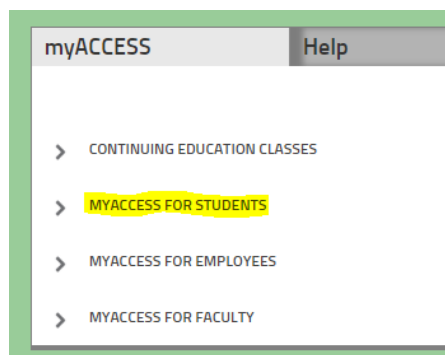 myACCESS
Help
CONTINUING EDUCATION CLASSES
MYACCESS FOR STUDENTS
MYACCESS FOR EMPLOYEES
MYACCESS FOR FACULTY